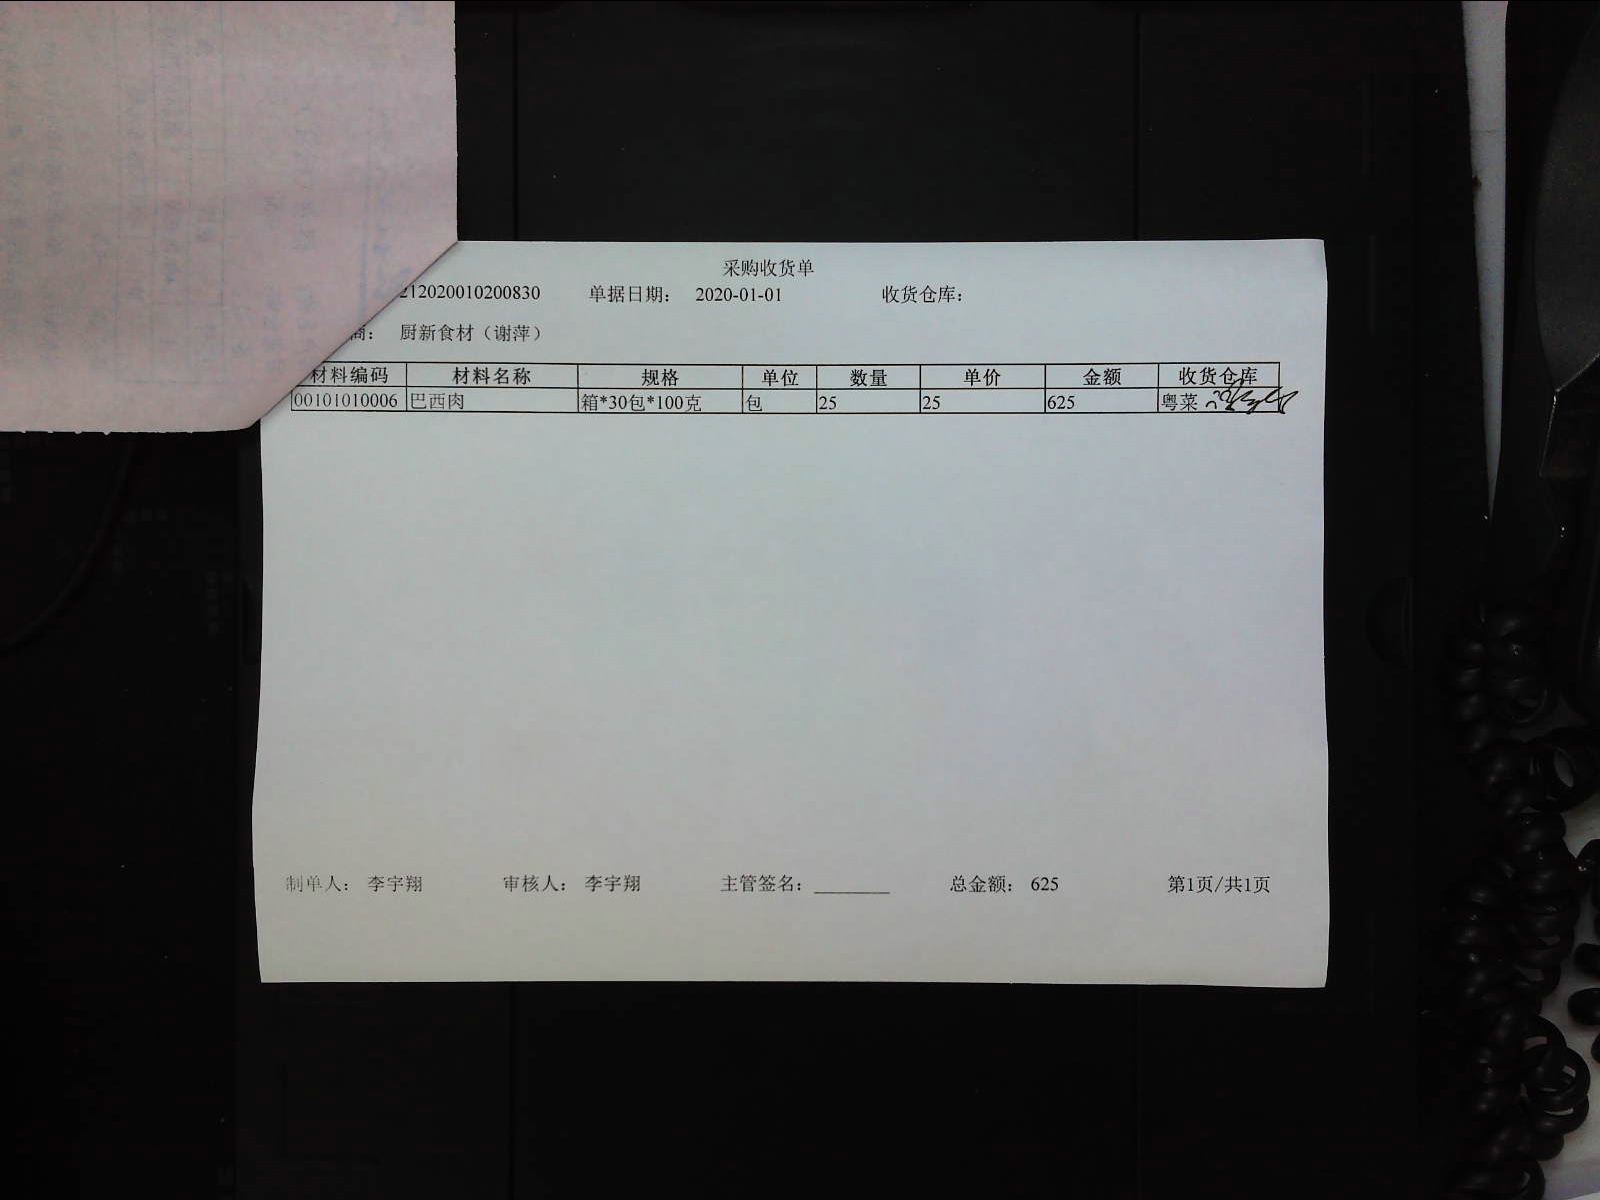 采购收货单
212020010200830 单据日期： 2020-01-01 收货仓库：
商： 厨新食材（谢萍）
材料编码 材料名称 规格 单位 数量 单价 金额 收货仓库
00101010006 巴西肉 箱*30包*100克 包 25 25 625 粤菜
制单人： 李宇翔 审核人： 李宇翔 主管签名： 总金额： 625 第1页/共1页